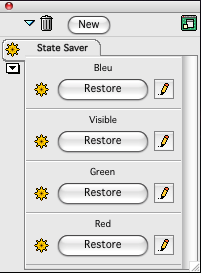 New
State Saver
Bleu
Restore
Visible
Restore
Green
Restore
Red
Restore